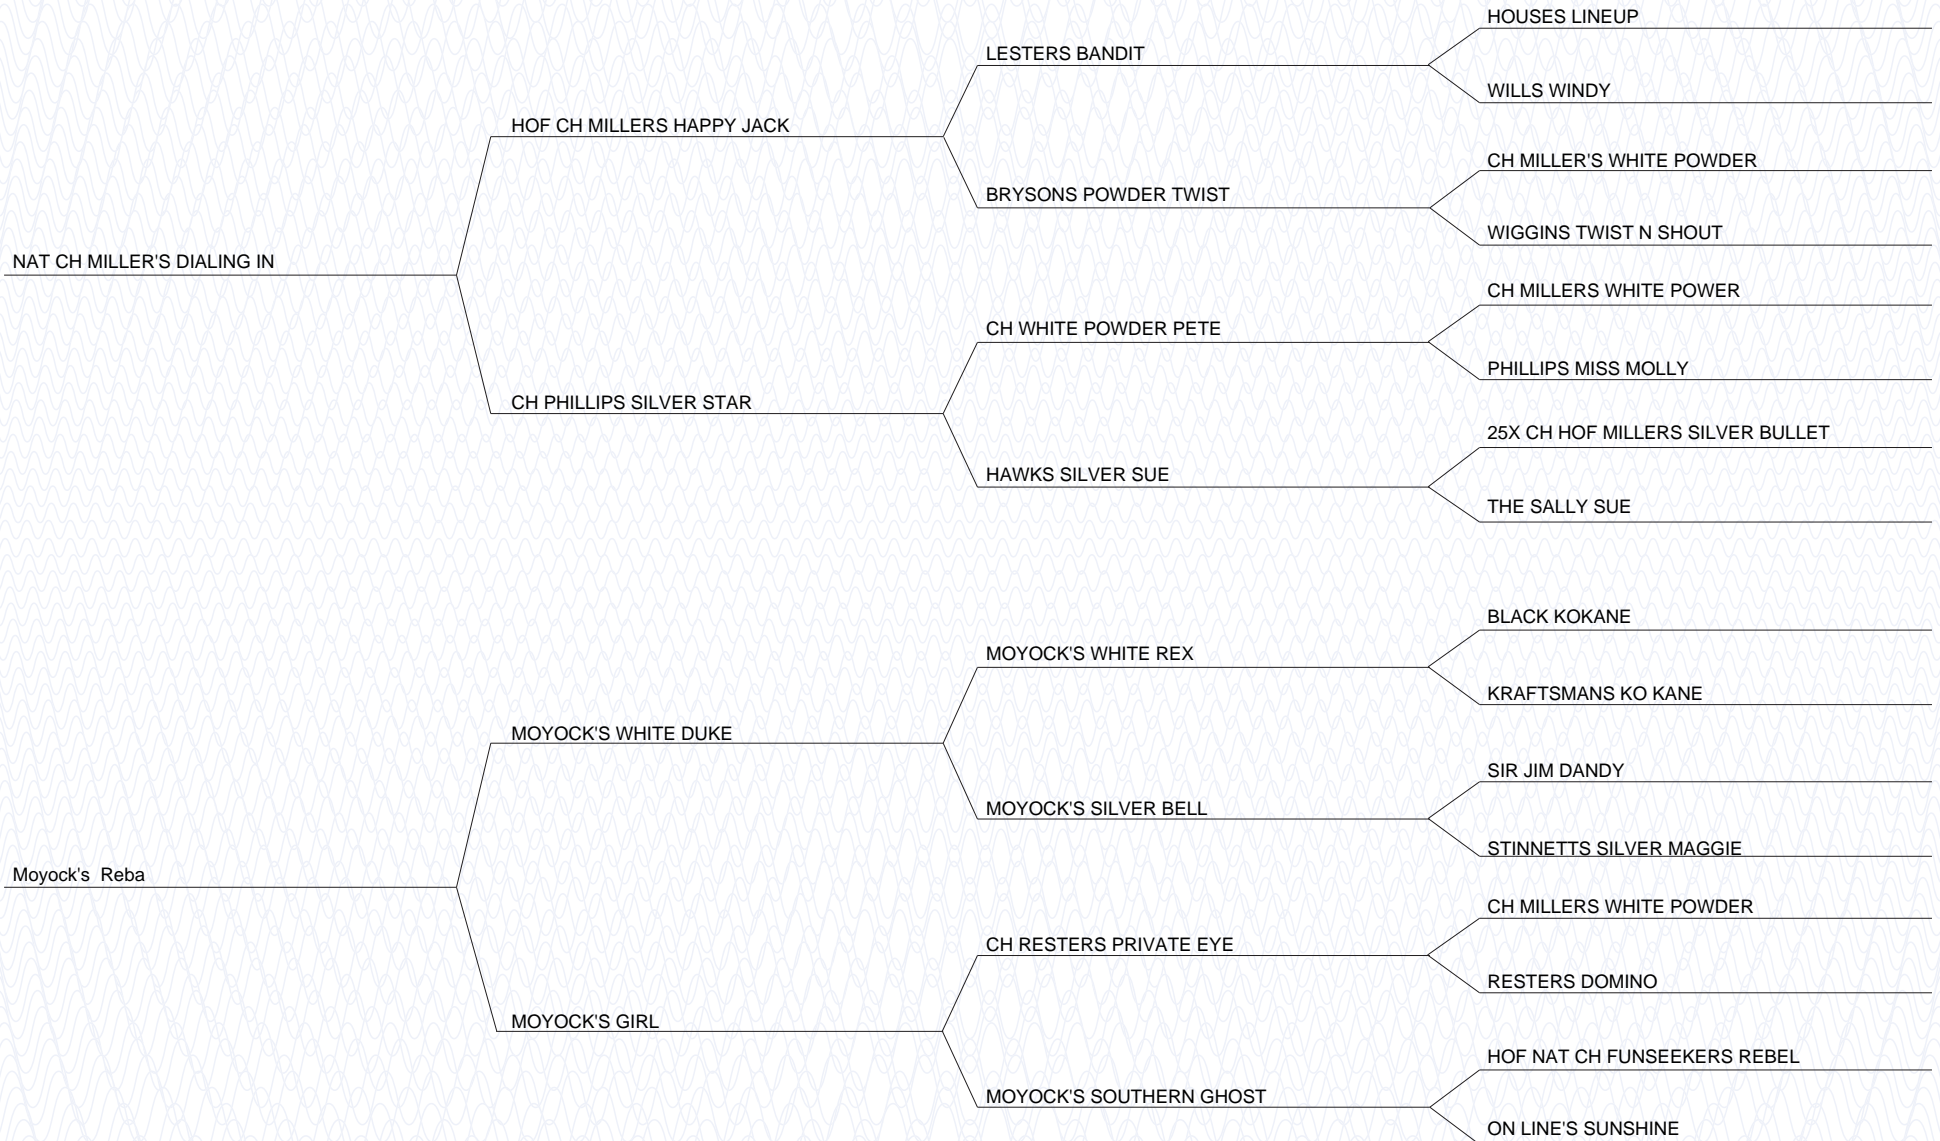 HOUSES LINEUP
LESTERS BANDIT
WILLS WINDY
HOF CH MILLERS HAPPY JACK
CH MILLER'S WHITE POWDER
BRYSONS POWDER TWIST
WIGGINS TWIST N SHOUT
NAT CH MILLER'S DIALING IN
CH MILLERS WHITE POWER
CH WHITE POWDER PETE
PHILLIPS MISS MOLLY
CH PHILLIPS SILVER STAR
25X CH HOF MILLERS SILVER BULLET
HAWKS SILVER SUE
THE SALLY SUE
BLACK KOKANE
MOYOCK'S WHITE REX
KRAFTSMANS KO KANE
MOYOCK'S WHITE DUKE
SIR JIM DANDY
MOYOCK'S SILVER BELL
STINNETTS SILVER MAGGIE
Moyock's  Reba
CH MILLERS WHITE POWDER
CH RESTERS PRIVATE EYE
RESTERS DOMINO
MOYOCK'S GIRL
HOF NAT CH FUNSEEKERS REBEL
MOYOCK'S SOUTHERN GHOST
ON LINE'S SUNSHINE